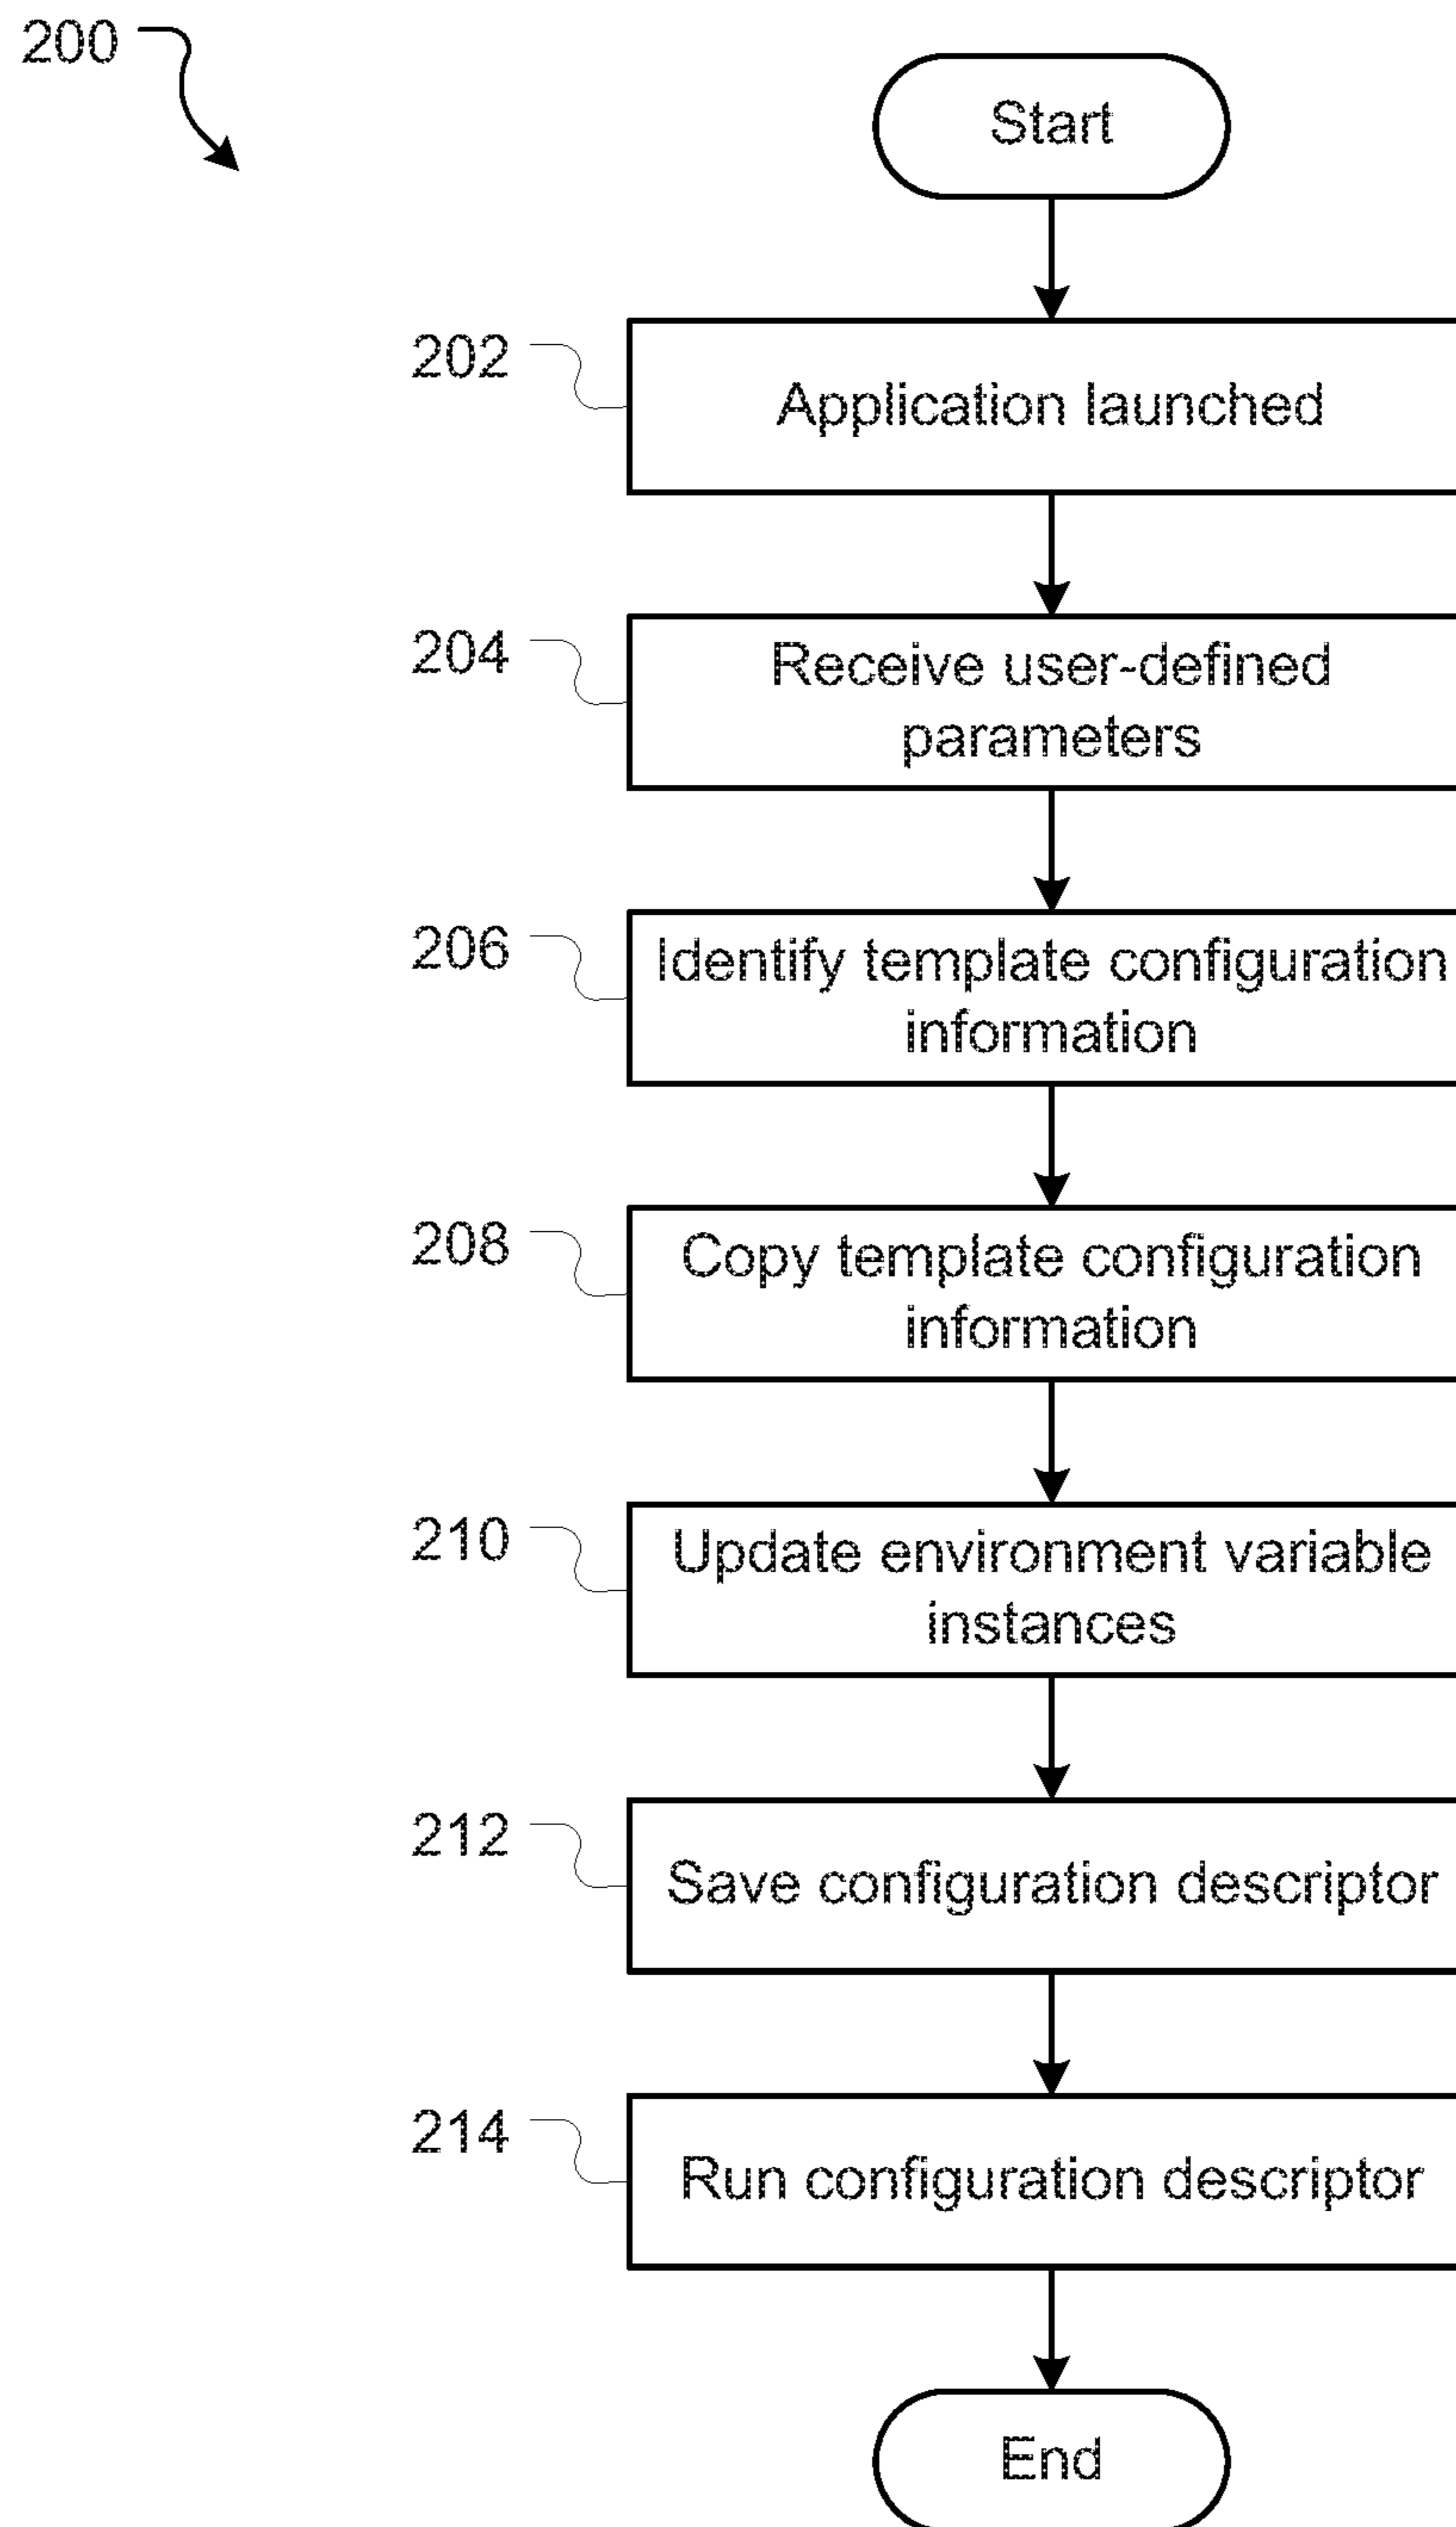 200
Start
202
Application launched
204
Receive user-defined
parameters
206
Identify template configuration
information
208
Copy template configuration
information
210
Update environment variable
instances
212
Save configuration descriptor
214
Run configuration descriptor
End